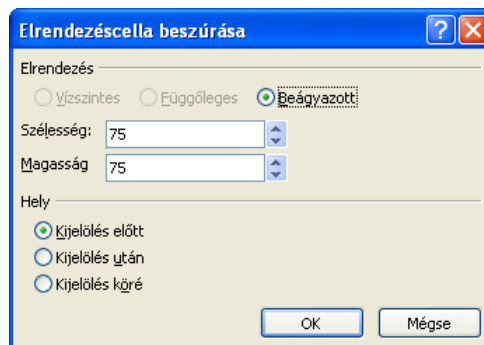 Elrendezéscella beszúrása
Elrendezés
Vízszintes Függőleges Beágyazott
Szélesség: 75
Magasság 75
Hely
Kijelölés előtt
Kijelölés után
Kijelölés köré
OK Mégse